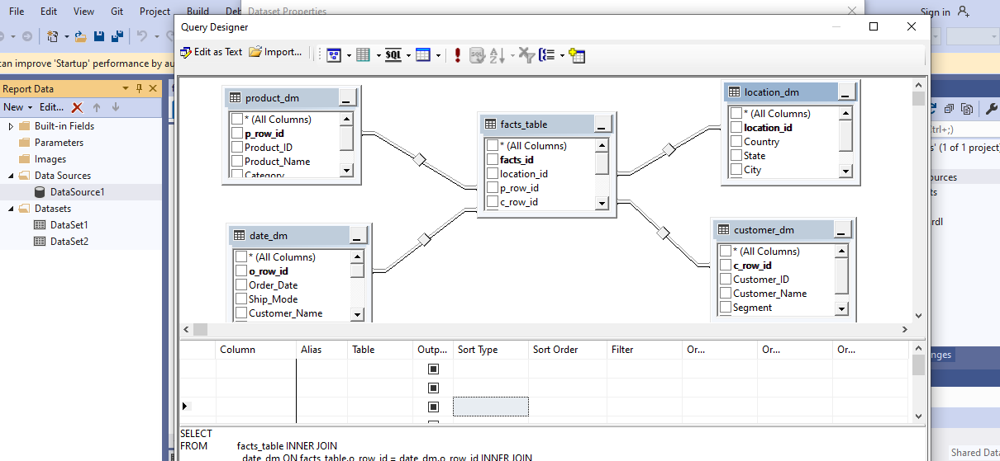 File Edit View Git Project Build Debug
Dataset Properties
Sign in
Query Designer
Edit as Text Import...
SQL
can improve 'Startup' performance by au
Report Data
New Edit...
Built-in Fields
Parameters
Images
Data Sources
DataSource1
Datasets
DataSet1
DataSet2
product_dm
* (All Columns)
p_row_id
Product_ID
Product_Name
Category
facts_table
* (All Columns)
facts_id
location_id
p_row_id
c_row_id
location_dm
* (All Columns)
location_id
Country
State
City
date_dm
* (All Columns)
o_row_id
Order_Date
Ship_Mode
Customer_Name
customer_dm
* (All Columns)
c_row_id
Customer_ID
Customer_Name
Segment
Ctrl+;)
s' (1 of 1 project)
ources
ts
rdl
nges
Column Alias Table Outp... Sort Type Sort Order Filter Or... Or... Or...
SELECT
FROM facts_table INNER JOIN
date_dm ON facts_table.o_row_id = date_dm.o_row_id INNER JOIN
Shared Data